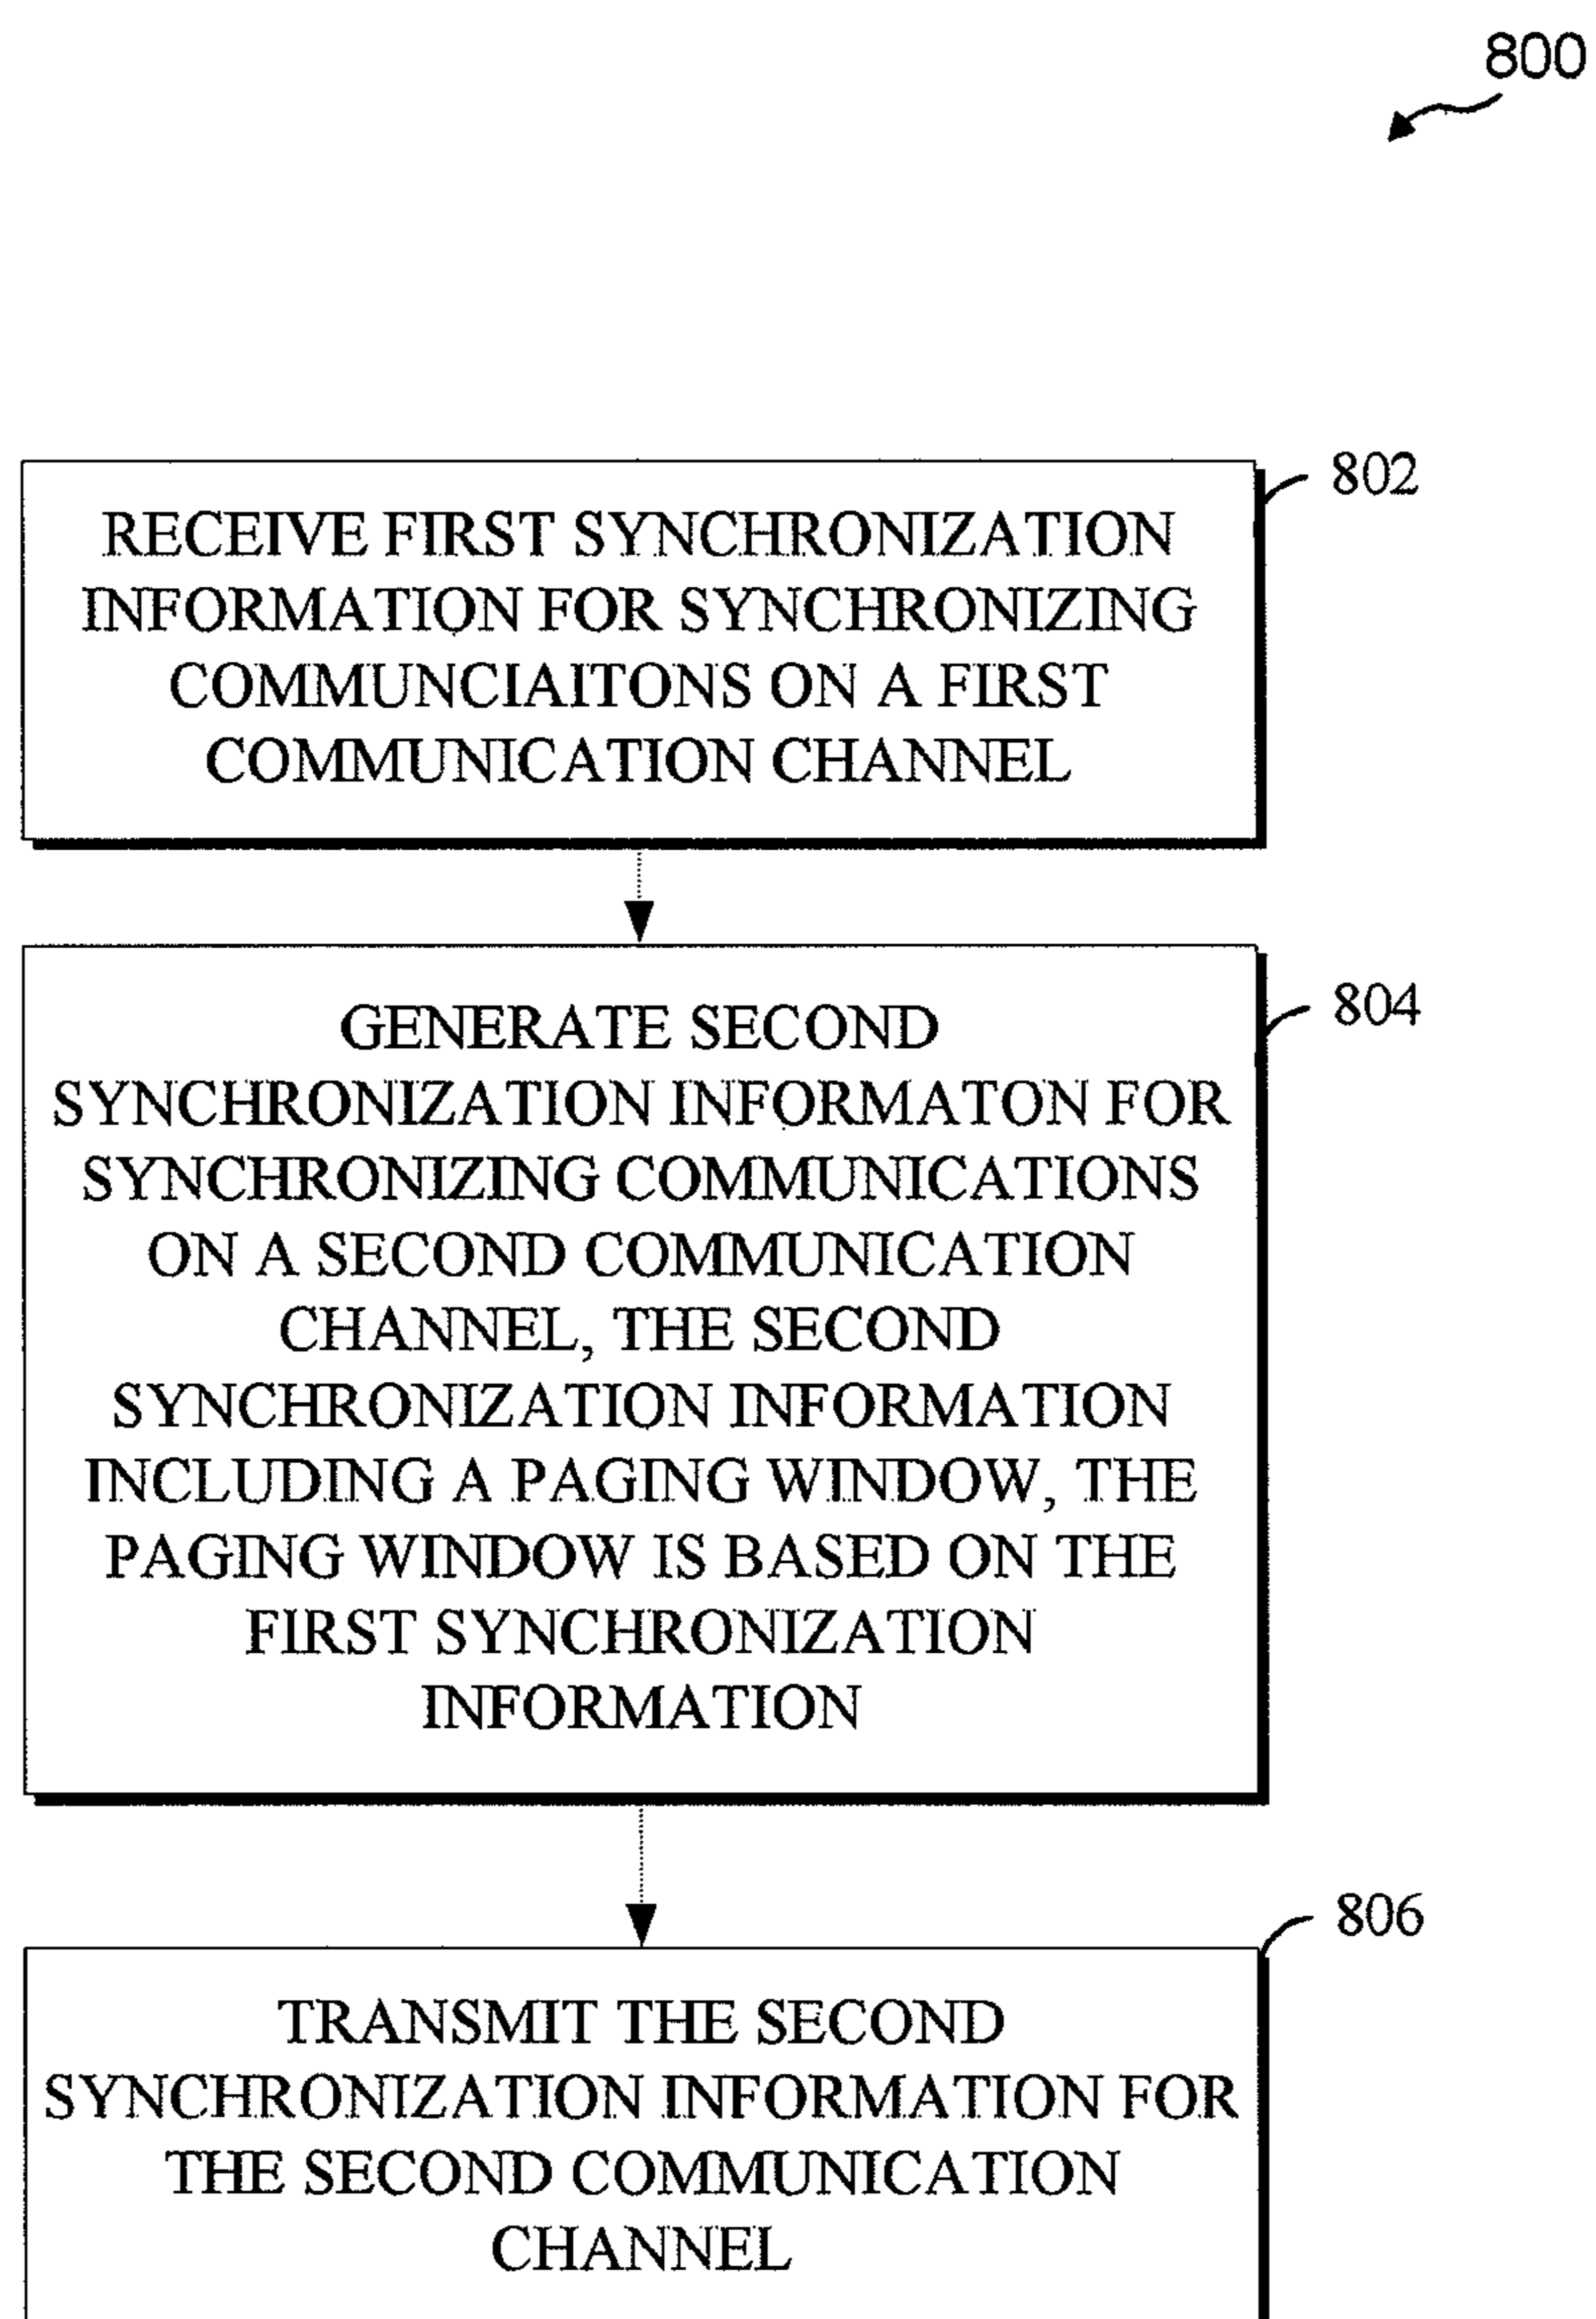 800
802
RECEIVE FIRST SYNCHRONIZATION
INFORMATION FOR SYNCHRONIZING
COMMUNCIAITONS ON A FIRST
COMMUNICATION CHANNEL
804
GENERATE SECOND
SYNCHRONIZATION INFORMATON FOR
SYNCHRONIZING COMMUNICATIONS
ON A SECOND COMMUNICATION
CHANNEL, THE SECOND
SYNCHRONIZATION INFORMATION
INCLUDING A PAGING WINDOW, THE
PAGING WINDOW IS BASED ON THE
FIRST SYNCHRONIZATION
INFORMATION
806
TRANSMIT THE SECOND
SYNCHRONIZATION INFORMATION FOR
THE SECOND COMMUNICATION
CHANNEL